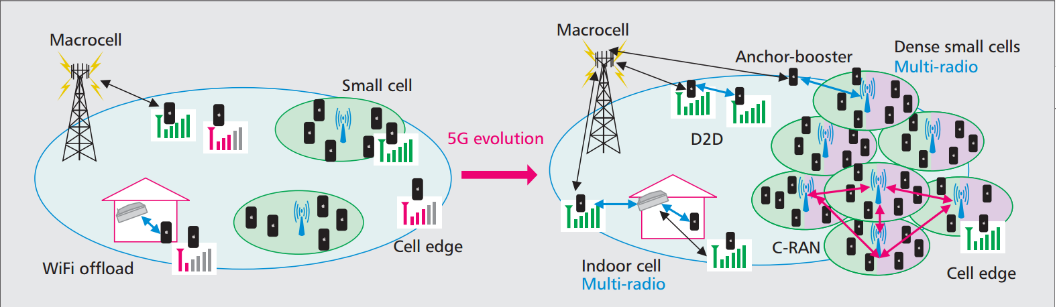 Macrocell
Small cell
WiFi offload
Cell edge
5G evolution
Macrocell
Anchor-booster
Dense small cells
Multi-radio
D2D
Indoor cell
Multi-radio
C-RAN
Cell edge